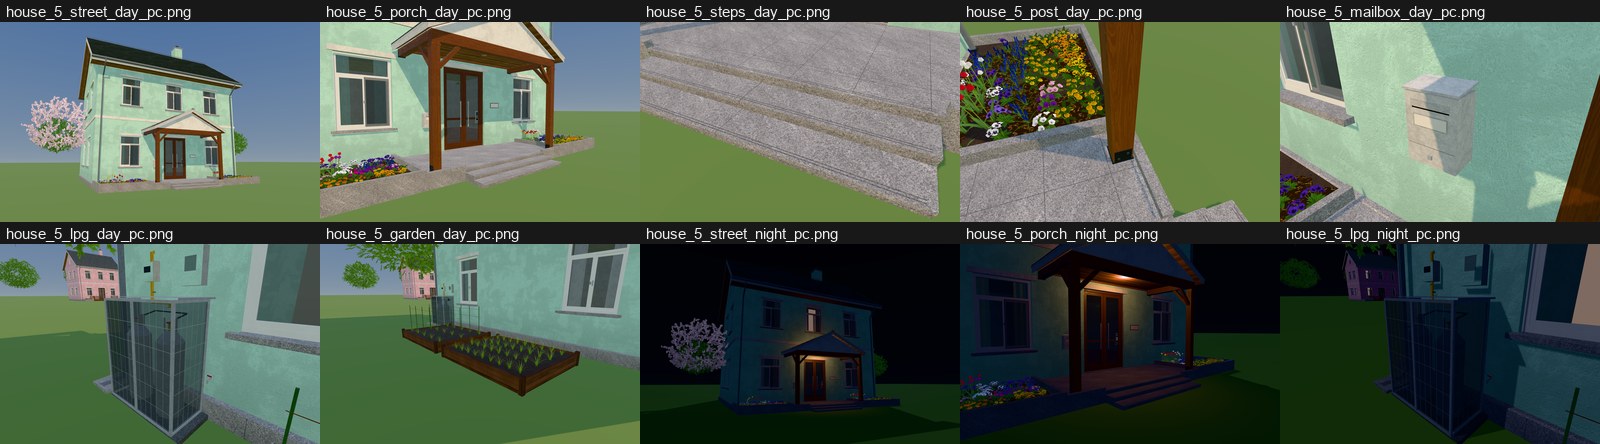 house_5_street_day_pc.png
house_5_porch_day_pc.png
house_5_steps_day_pc.png
house_5_post_day_pc.png
house_5_mailbox_day_pc.png
house_5_lpg_day_pc.png
house_5_garden_day_pc.png
house_5_street_night_pc.png
house_5_porch_night_pc.png
house_5_lpg_night_pc.png